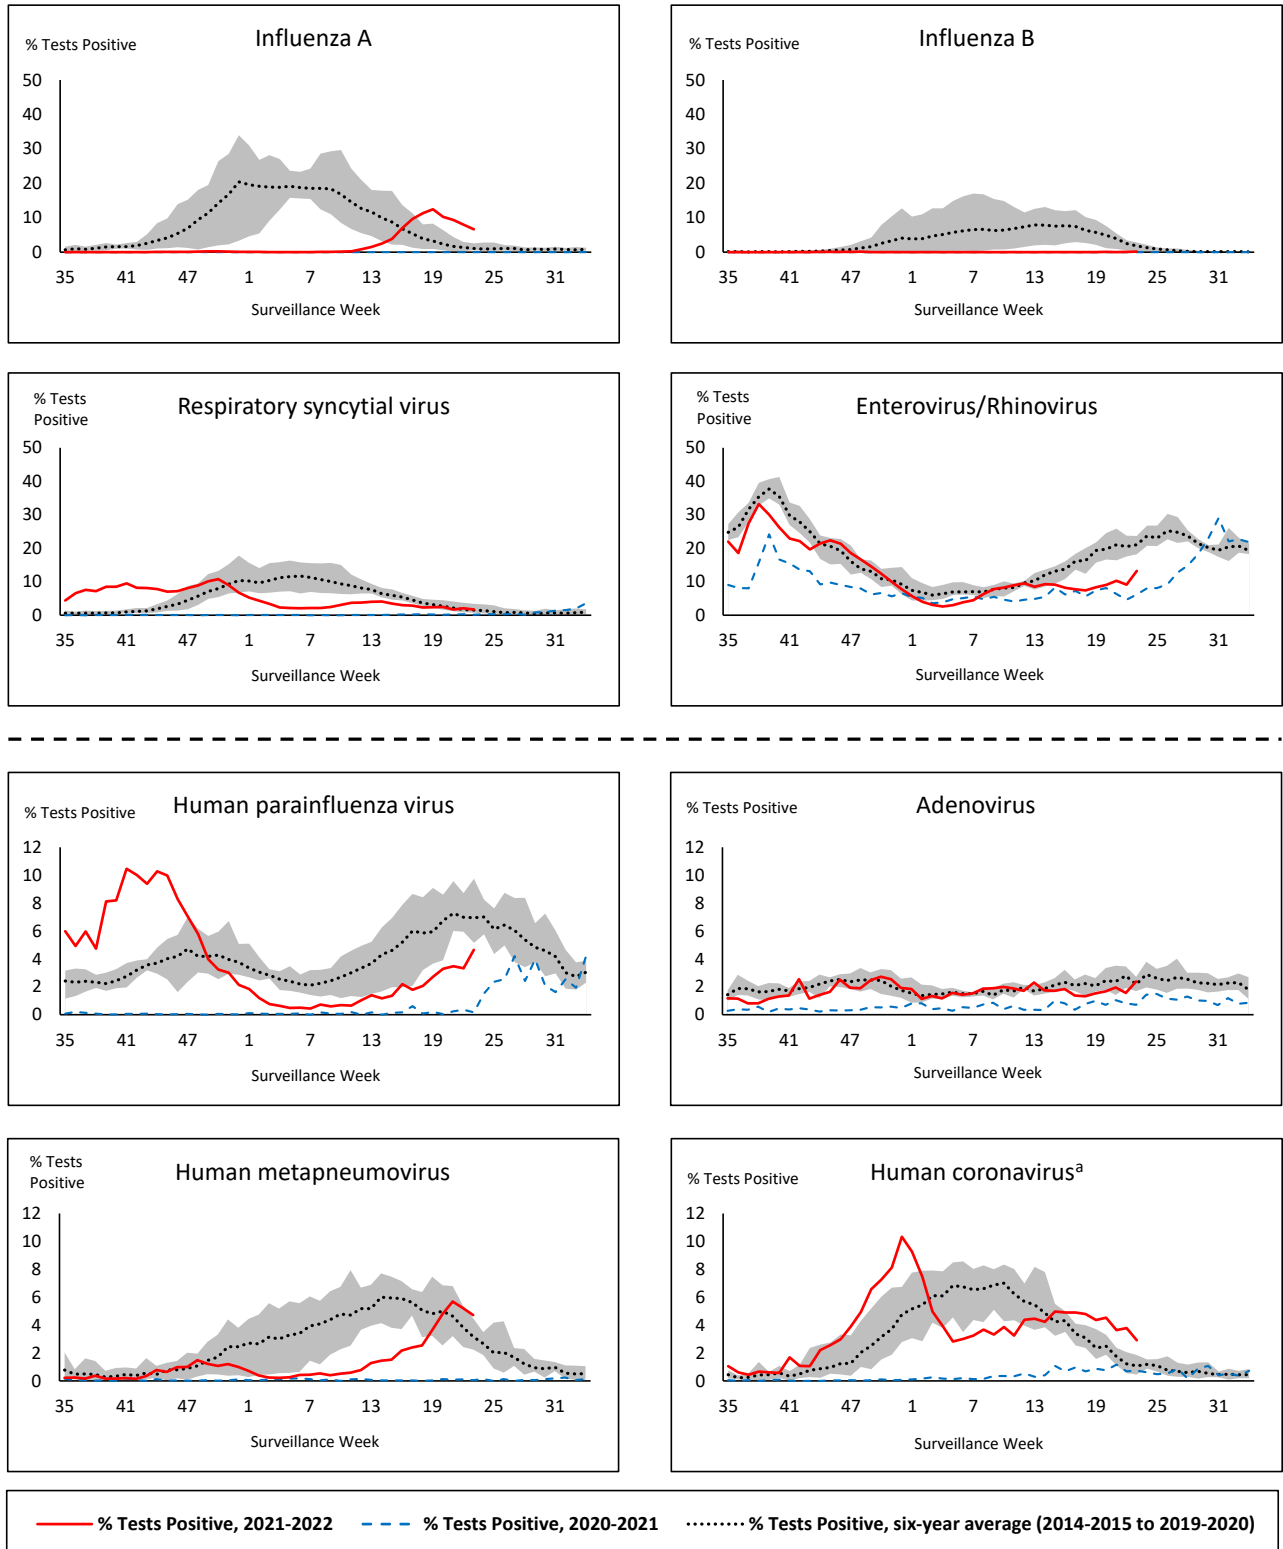 Influenza A
% Tests Positive
50
40
30
20
10
0
35 41 47 1 7 13 19 25 31
Surveillance Week
Influenza B
% Tests Positive
50
40
30
20
10
0
35 41 47 1 7 13 19 25 31
Surveillance Week
Respiratory syncytial virus
% Tests
Positive
50
40
30
20
10
0
35 41 47 1 7 13 19 25 31
Surveillance Week
Enterovirus/Rhinovirus
% Tests
Positive
50
40
30
20
10
0
35 41 47 1 7 13 19 25 31
Surveillance Week
Human parainfluenza virus
% Tests Positive
12
10
8
6
4
2
0
35 41 47 1 7 13 19 25 31
Surveillance Week
Adenovirus
% Tests Positive
12
10
8
6
4
2
0
35 41 47 1 7 13 19 25 31
Surveillance Week
Human metapneumovirus
% Tests
Positive
12
10
8
6
4
2
0
35 41 47 1 7 13 19 25 31
Surveillance Week
Human coronavirusᵃ
% Tests Positive
12
10
8
6
4
2
0
35 41 47 1 7 13 19 25 31
Surveillance Week
% Tests Positive, 2021-2022 % Tests Positive, 2020-2021 % Tests Positive, six-year average (2014-2015 to 2019-2020)